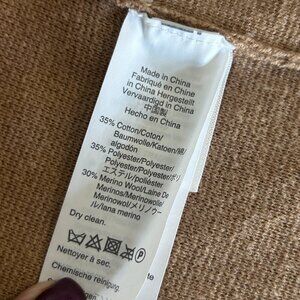 Made in China
Fabriqué en Chine
in China Hergestellt
Vervaardigd in China
中国製
Hecho en China
35% Cotton/Coton/
Baumwolle/Katoen/綿/
algodón
35% Polyester/Polyester/
Polyester/Polyester/ポリ
エステル/poliéster
30% Merino Wool/Laine De
Merinos/Merinowolle/
Merinowol/メリノウー
ル/lana merino
Dry clean.
P
Nettoyer à sec.
Chemische reinigung.